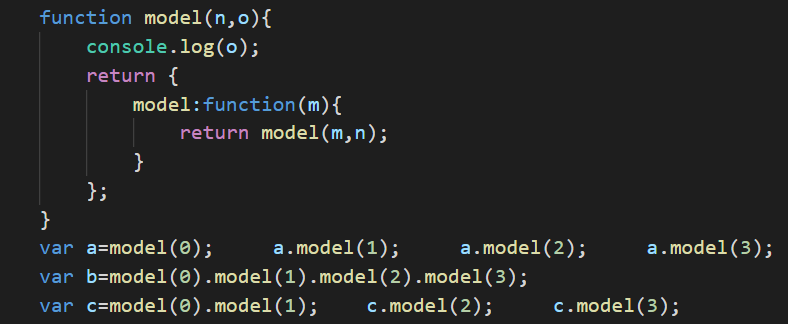 function model(n,o){
    console.log(o);
    return {
        model:function(m){
            return model(m,n);
        }
    };
}
var a=model(0);     a.model(1);     a.model(2);     a.model(3);
var b=model(0).model(1).model(2).model(3);
var c=model(0).model(1);    c.model(2);     c.model(3);